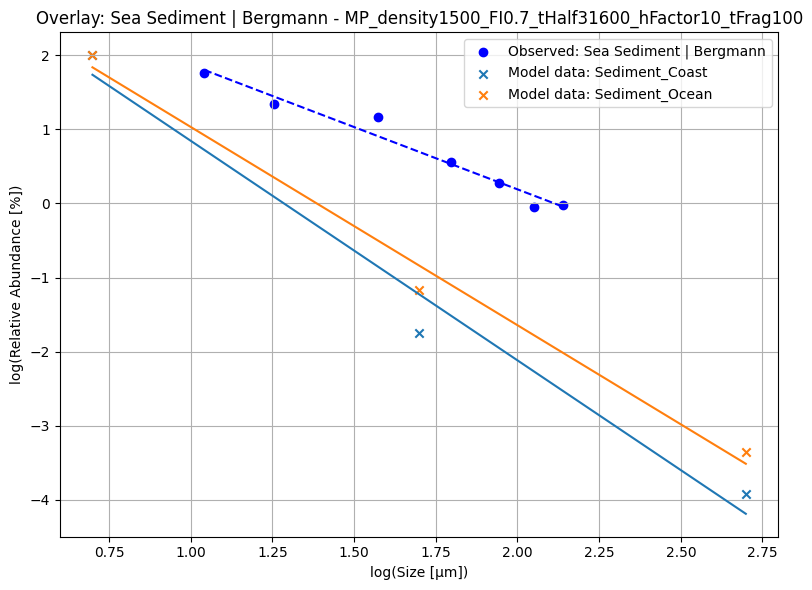 Overlay: Sea Sediment | Bergmann - MP_density1500_FI0.7_tHalf31600_hFactor10_tFrag100
Observed: Sea Sediment | Bergmann
Model data: Sediment_Coast
Model data: Sediment_Ocean
log(Relative Abundance [%])
2
1
0
−1
−2
−3
−4
0.75 1.00 1.25 1.50 1.75 2.00 2.25 2.50 2.75
log(Size [μm])